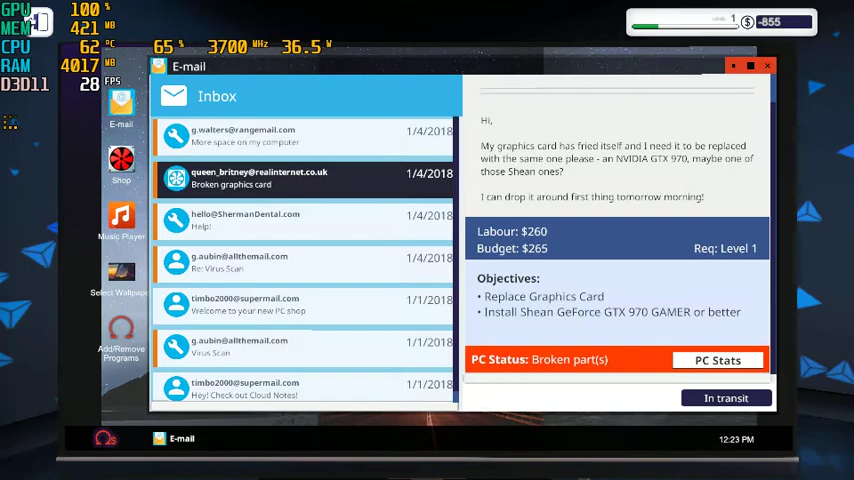 GPU 100 %
MEM 421 MB
CPU 62 °C 65 % 3700 MHz 36.5 W
RAM 4017 MB
D3D11 28 FPS
LEVEL 1 $ -855
E-mail
Shop
Music Player
Select Wallpap
Add/Remove
Programs
E-mail
Inbox
g.walters@rangemail.com 1/4/2018
More space on my computer
queen_britney@realinternet.co.uk 1/4/2018
Broken graphics card
hello@ShermanDental.com 1/4/2018
Help!
g.aubin@allthemail.com 1/4/2018
Re: Virus Scan
timbo2000@supermail.com 1/1/2018
Welcome to your new PC shop
g.aubin@allthemail.com 1/1/2018
Virus Scan
timbo2000@supermail.com 1/1/2018
Hey! Check out Cloud Notes!
Hi,
My graphics card has fried itself and I need it to be replaced
with the same one please - an NVIDIA GTX 970, maybe one of
those Shean ones?
I can drop it around first thing tomorrow morning!
Labour: $260
Budget: $265 Req: Level 1
Objectives:
• Replace Graphics Card
• Install Shean GeForce GTX 970 GAMER or better
PC Status: Broken part(s) PC Stats
In transit
E-mail
12:23 PM